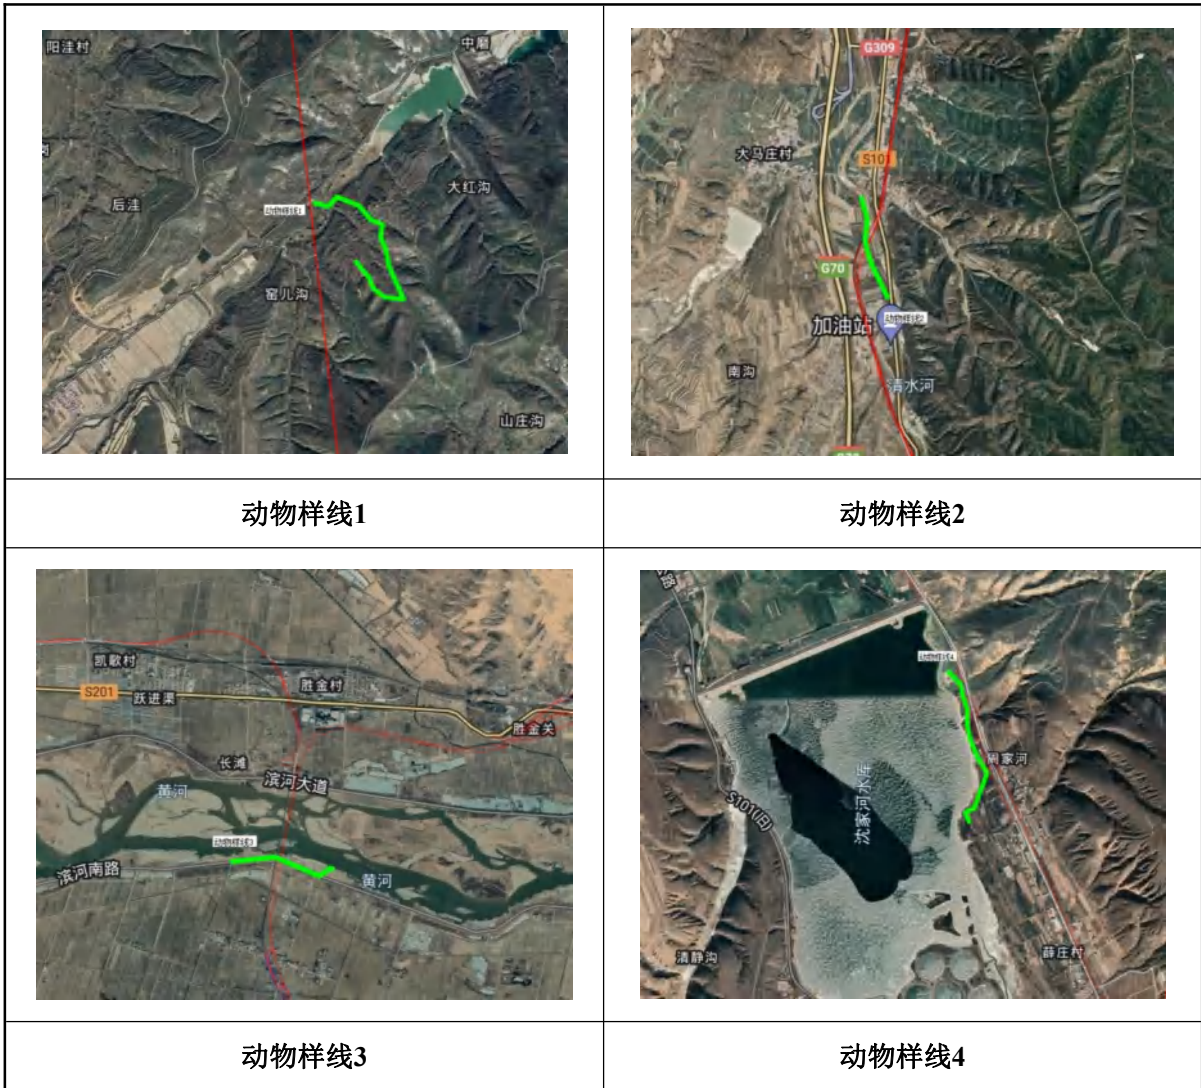 阳洼村
中磨
大红沟
后洼
动物样线1
窑儿沟
山庄沟
G309
大马庄村
S101
G70
动物样线2
加油站
南沟
清水河
动物样线1
动物样线2
凯歌村
S201
跃进渠
胜金村
胜金关
长滩
滨河大道
黄河
动物样线3
滨河南路
黄河
动物样线4
周家河
沈家河水库
S101(旧)
清静沟
薛庄村
动物样线3
动物样线4